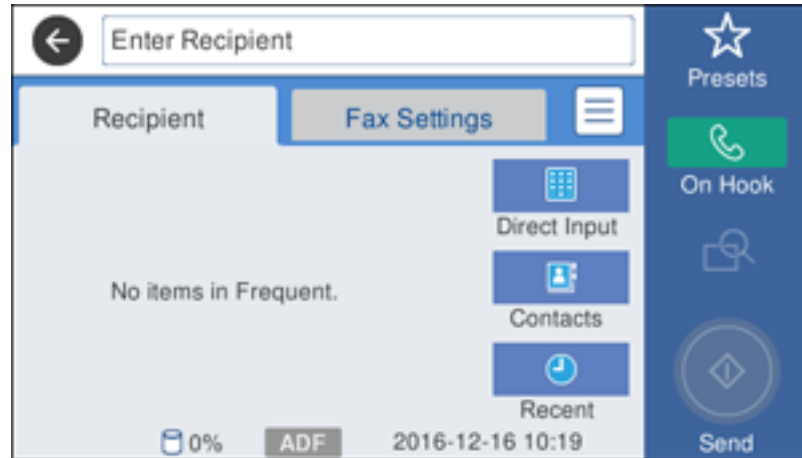 Enter Recipient
Presets
Recipient
Fax Settings
On Hook
Direct Input
No items in Frequent.
Contacts
Recent
0%
ADF
2016-12-16 10:19
Send